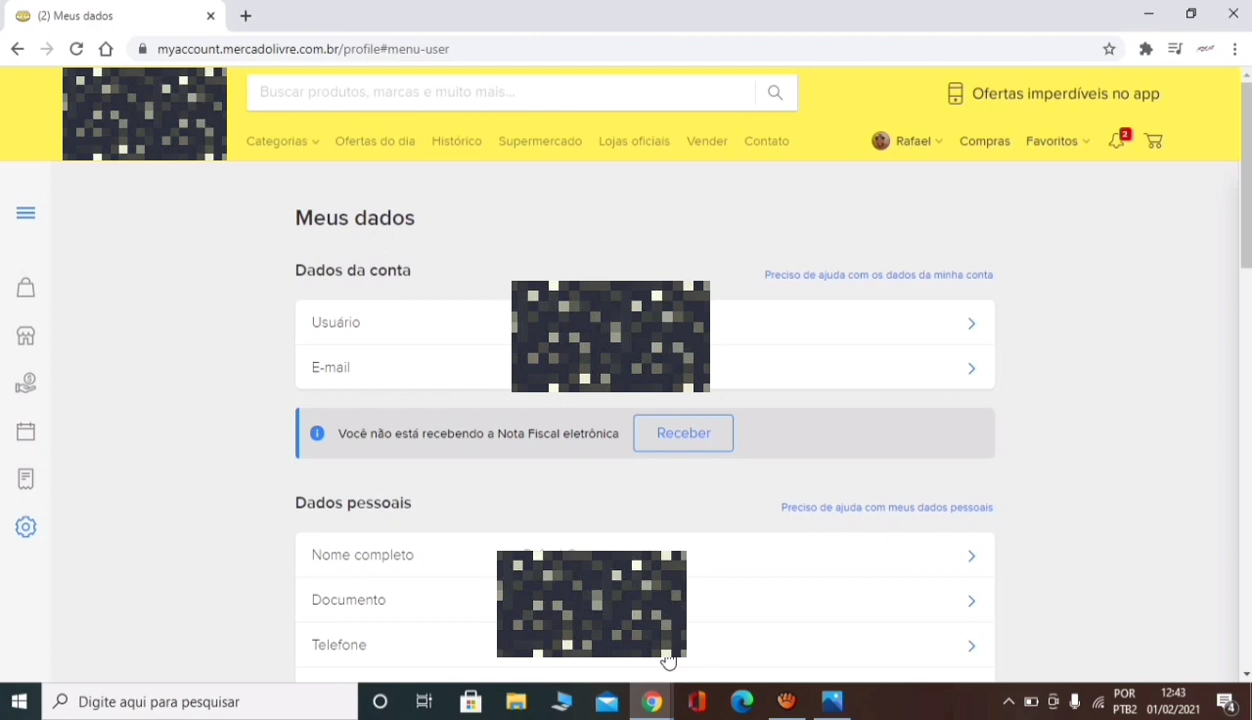 (2) Meus dados
myaccount.mercadolivre.com.br/profile#menu-user
Buscar produtos, marcas e muito mais...
Ofertas imperdíveis no app
Categorias Ofertas do dia Histórico Supermercado Lojas oficiais Vender Contato Rafael Compras Favoritos 2
Meus dados
Dados da conta
Preciso de ajuda com os dados da minha conta
Usuário
E-mail
Você não está recebendo a Nota Fiscal eletrônica Receber
Dados pessoais
Preciso de ajuda com meus dados pessoais
Nome completo
Documento
Telefone
Digite aqui para pesquisar
POR 12:43
PTB2 01/02/2021 4